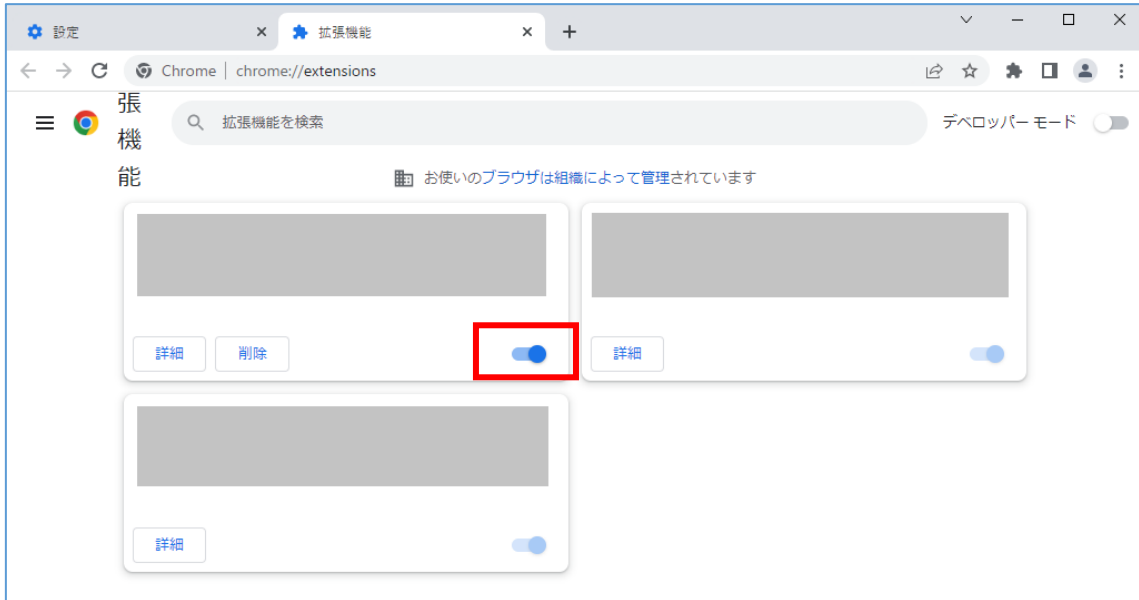 設定
拡張機能
Chrome | chrome://extensions
張
機
能
拡張機能を検索
デベロッパー モード
お使いのブラウザは組織によって管理されています
詳細
削除
詳細
詳細